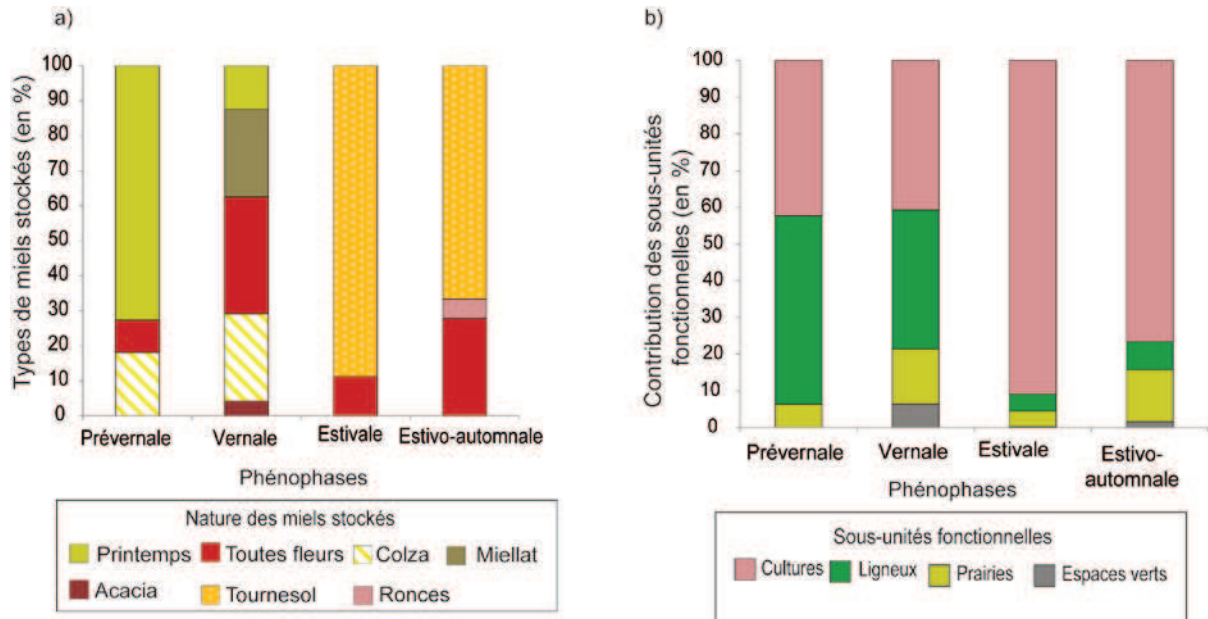 a)
Types de miels stockés (en %)
100
90
80
70
60
50
40
30
20
10
0
Prévernale Vernale Estivale Estivo-automnale
Phénophases
Nature des miels stockés
Printemps Toutes fleurs Colza Miellat
Acacia Tournesol Ronces
b)
Contribution des sous-unités
fonctionnelles (en %)
100
90
80
70
60
50
40
30
20
10
0
Prévernale Vernale Estivale Estivo-
automnale
Phénophases
Sous-unités fonctionnelles
Cultures Ligneux Prairies Espaces verts